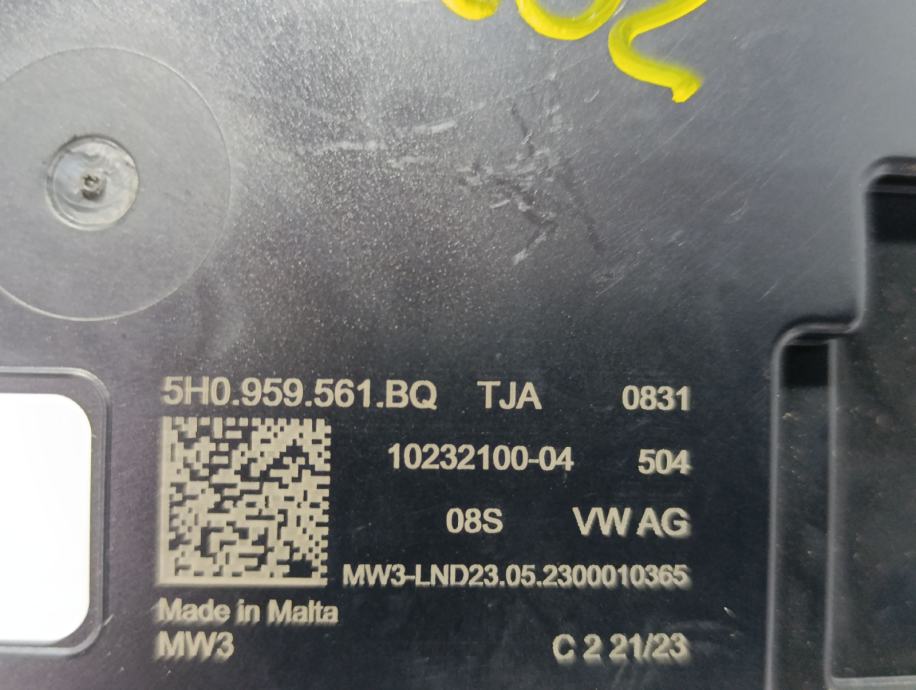 5H0.959.561.BQ TJA 0831
10232100-04 504
08S VW AG
MW3-LND23.05.2300010365
Made in Malta
MW3 C 2 21/23